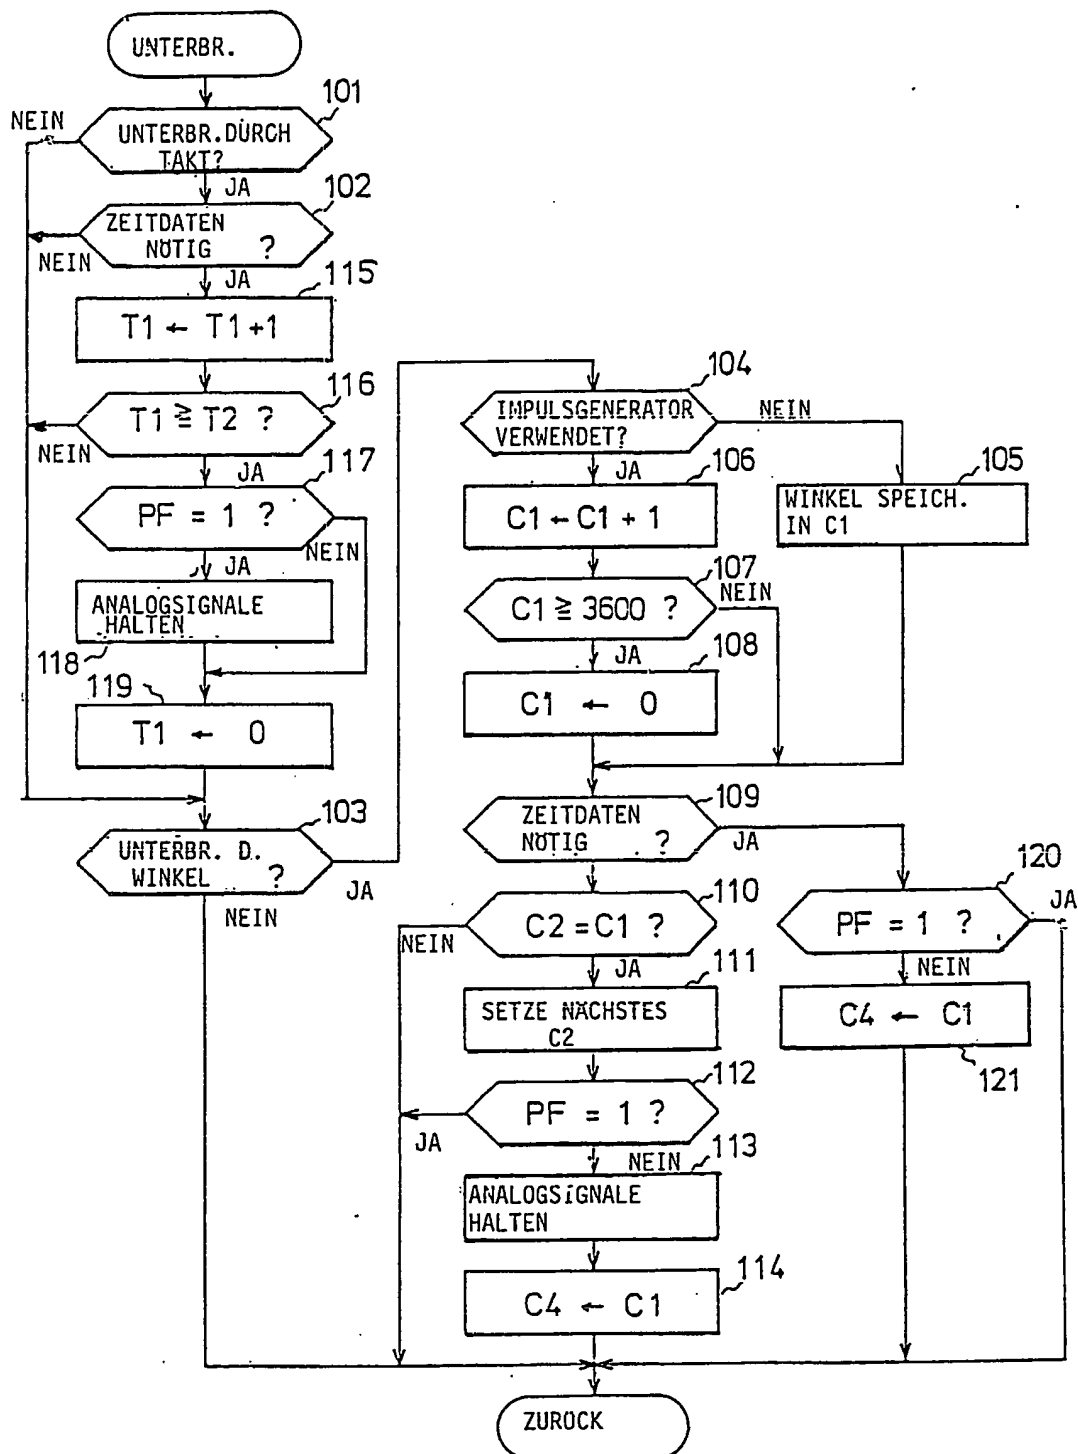 UNTERBR.
101
NEIN
UNTERBR.DÜRCH
TAKT?
JA
102
ZEITDATEN
NÖTIG ?
NEIN
JA
115
T1 ← T1+1
116
T1 ≧ T2 ?
NEIN
JA
117
PF = 1 ?
NEIN
JA
ANALOGSIGNALE
HALTEN
118
119
T1 ← 0
103
UNTERBR. D.
WINKEL ?
JA
NEIN
104
IMPULSGENERATOR
VERWENDET?
NEIN
JA
106
C1 ← C1 + 1
105
WINKEL SPEICH.
IN C1
107
C1 ≧ 3600 ?
NEIN
JA
108
C1 ← 0
109
ZEITDATEN
NÖTIG ?
JA
110
C2 = C1 ?
NEIN
JA
111
SETZE NÄCHSTES
C2
112
PF = 1 ?
JA
NEIN
113
ANALOGSIGNALE
HALTEN
114
C4 ← C1
120
JA
PF = 1 ?
NEIN
C4 ← C1
121
ZURÜCK